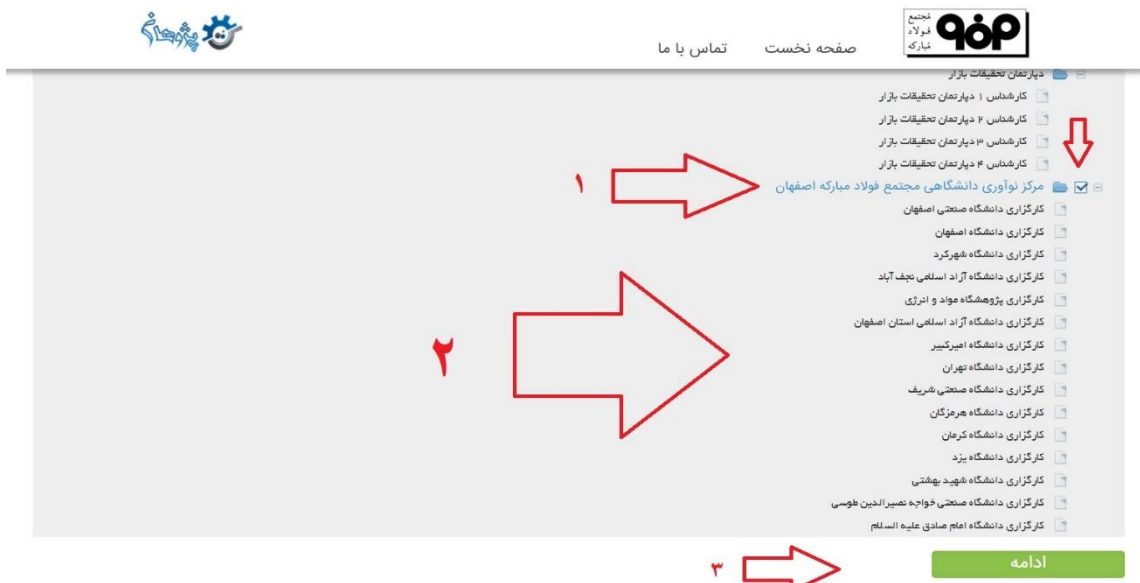 مجتمع
فولاد
مبارکه
صفحه نخست
تماس با ما
پژوهان
دپارتمان تحقیقات بازار
کارشناس ۱ دپارتمان تحقیقات بازار
کارشناس ۲ دپارتمان تحقیقات بازار
کارشناس ۳ دپارتمان تحقیقات بازار
کارشناس ۴ دپارتمان تحقیقات بازار
مرکز نوآوری دانشگاهی مجتمع فولاد مبارکه اصفهان
۱
کارگزاری دانشگاه صنعتی اصفهان
کارگزاری دانشگاه اصفهان
کارگزاری دانشگاه شهرکرد
کارگزاری دانشگاه آزاد اسلامی نجف آباد
کارگزاری پژوهشگاه مواد و انرژی
کارگزاری دانشگاه آزاد اسلامی استان اصفهان
کارگزاری دانشگاه امیرکبیر
۲
کارگزاری دانشگاه تهران
کارگزاری دانشگاه صنعتی شریف
کارگزاری دانشگاه هرمزگان
کارگزاری دانشگاه کرمان
کارگزاری دانشگاه یزد
کارگزاری دانشگاه شهید بهشتی
کارگزاری دانشگاه صنعتی خواجه نصیرالدین طوسی
کارگزاری دانشگاه امام صادق علیه السلام
ادامه
۳